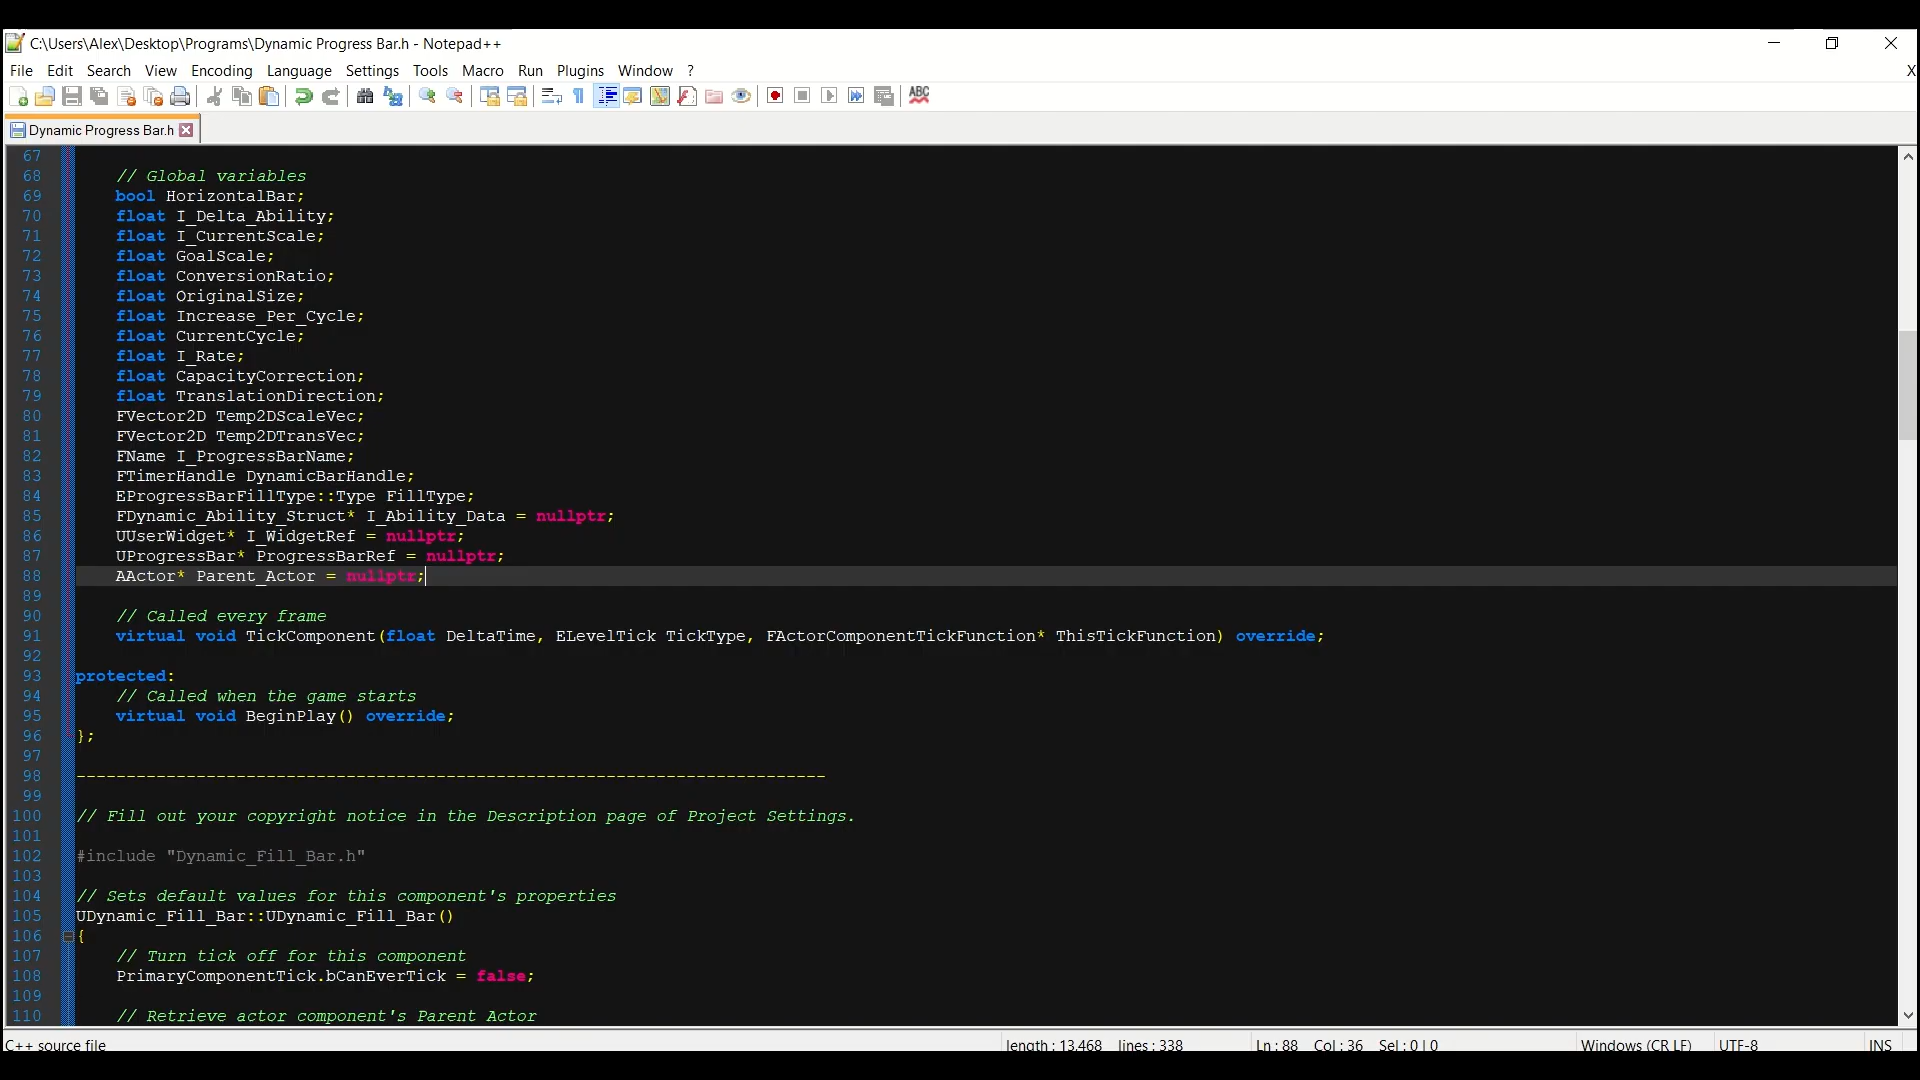 C:\Users\Alex\Desktop\Programs\Dynamic Progress Bar.h - Notepad++
File Edit Search View Encoding Language Settings Tools Macro Run Plugins Window ? X
ABC
Dynamic Progress Bar.h
67
68 // Global variables
69 bool HorizontalBar;
70 float I_Delta_Ability;
71 float I_CurrentScale;
72 float GoalScale;
73 float ConversionRatio;
74 float OriginalSize;
75 float Increase_Per_Cycle;
76 float CurrentCycle;
77 float I_Rate;
78 float CapacityCorrection;
79 float TranslationDirection;
80 FVector2D Temp2DScaleVec;
81 FVector2D Temp2DTransVec;
82 FName I_ProgressBarName;
83 FTimerHandle DynamicBarHandle;
84 EProgressBarFillType::Type FillType;
85 FDynamic_Ability_Struct* I_Ability_Data = nullptr;
86 UUserWidget* I_WidgetRef = nullptr;
87 UProgressBar* ProgressBarRef = nullptr;
88 AActor* Parent_Actor = nullptr;
89
90 // Called every frame
91 virtual void TickComponent(float DeltaTime, ELevelTick TickType, FActorComponentTickFunction* ThisTickFunction) override;
92
93 protected:
94 // Called when the game starts
95 virtual void BeginPlay() override;
96 };
97
98 ---------------------------------------------------------------------------
99
100 // Fill out your copyright notice in the Description page of Project Settings.
101
102 #include "Dynamic_Fill_Bar.h"
103
104 // Sets default values for this component's properties
105 UDynamic_Fill_Bar::UDynamic_Fill_Bar()
106 {
107 // Turn tick off for this component
108 PrimaryComponentTick.bCanEverTick = false;
109
110 // Retrieve actor component's Parent Actor
C++ source file length : 13,468 lines : 338 Ln : 88 Col : 36 Sel : 0 | 0 Windows (CR LF) UTF-8 INS